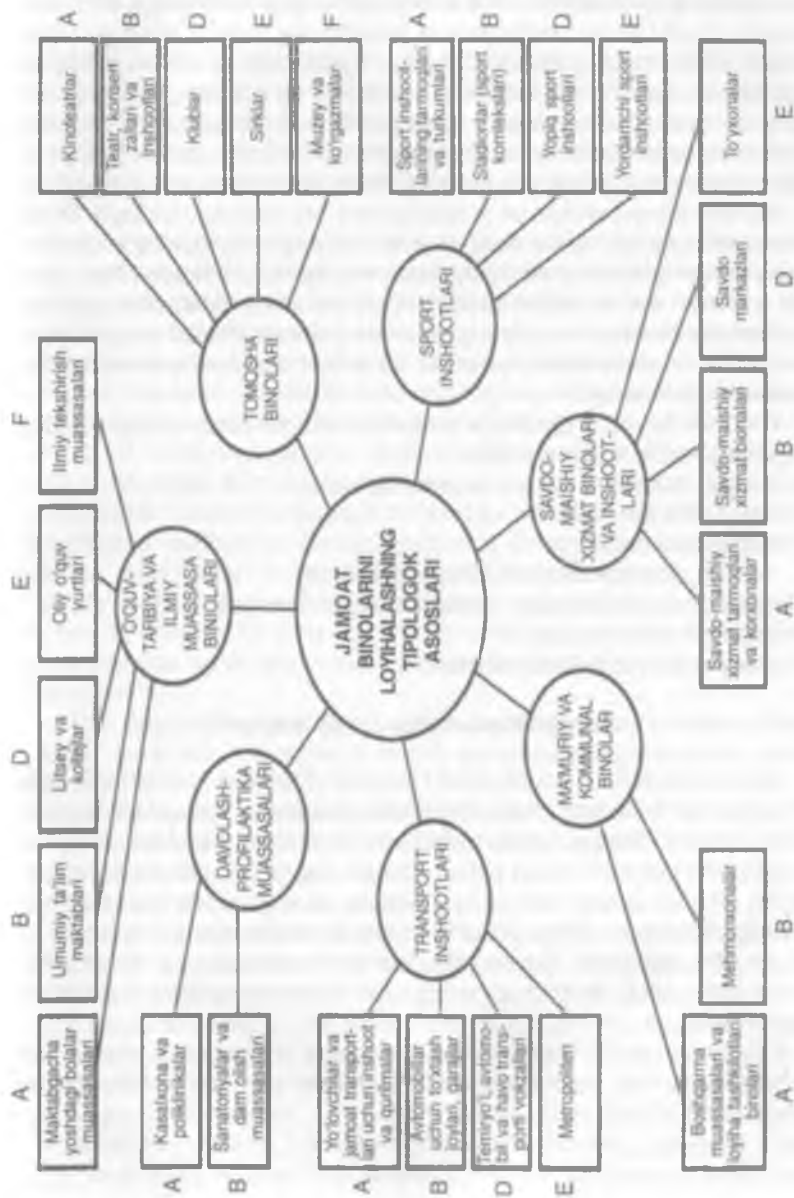 A
B
D
E
F
Maktabgacha
yoshdagi bolalar
muassasalari
Umumiy ta'lim
maktablari
Litsey va
kollejlar
Oliy o'quv
yurtlari
Ilmiy tekshirish
muassasalari
O'QUV-
TARBIYA VA
ILMIY
MUASSASA
BINIOLARI
A
Kasalxona va
poliklinikalar
B
Sanatoriyalar va
dam olish
muassasalari
DAVOLASH-
PROFILAKTIKA
MUASSASALARI
TOMOSHA
BINOLARI
Kinoteatrlar
A
Teatr, konsert
zallari va
inshootlari
B
Klublar
D
Sirklar
E
Muzey va
ko'rgazmalar
F
JAMOAT
BINOLARINI
LOYIHALASHNING
TIPOLOGOK
ASOSLARI
A
Yo'lovchilar va
jamoat transport-
lari uchun inshoot
va qurilmalar
B
Avtomobillar
uchun to'xtash
joylari, garajlar
D
Temiryo'l, avtomo-
bil va havo trans-
porti vokzallari
E
Metropoliten
TRANSPORT
INSHOOTLARI
SPORT
INSHOOTLARI
Sport inshoot-
larining tarmoqlari
va turkumlari
A
Stadionlar (sport
komlekslari)
B
Yopiq sport
inshootlari
D
Yordamchi sport
inshootlari
E
MA'MURIY VA
KOMMUNAL
BINOLARI
SAVDO-
MAISHIY
XIZMAT BINOLARI
VA INSHOOT-
LARI
Boshqarma
muassasalari va
loyiha tashkilotlari
binolari
Mehmonxonalar
Savdo-maishiy
xizmat tarmoqlari
va korxonalar
Savdo-maishiy
xizmat bionalari
Savdo
markazlari
To'yxonalar
A
B
A
B
D
E